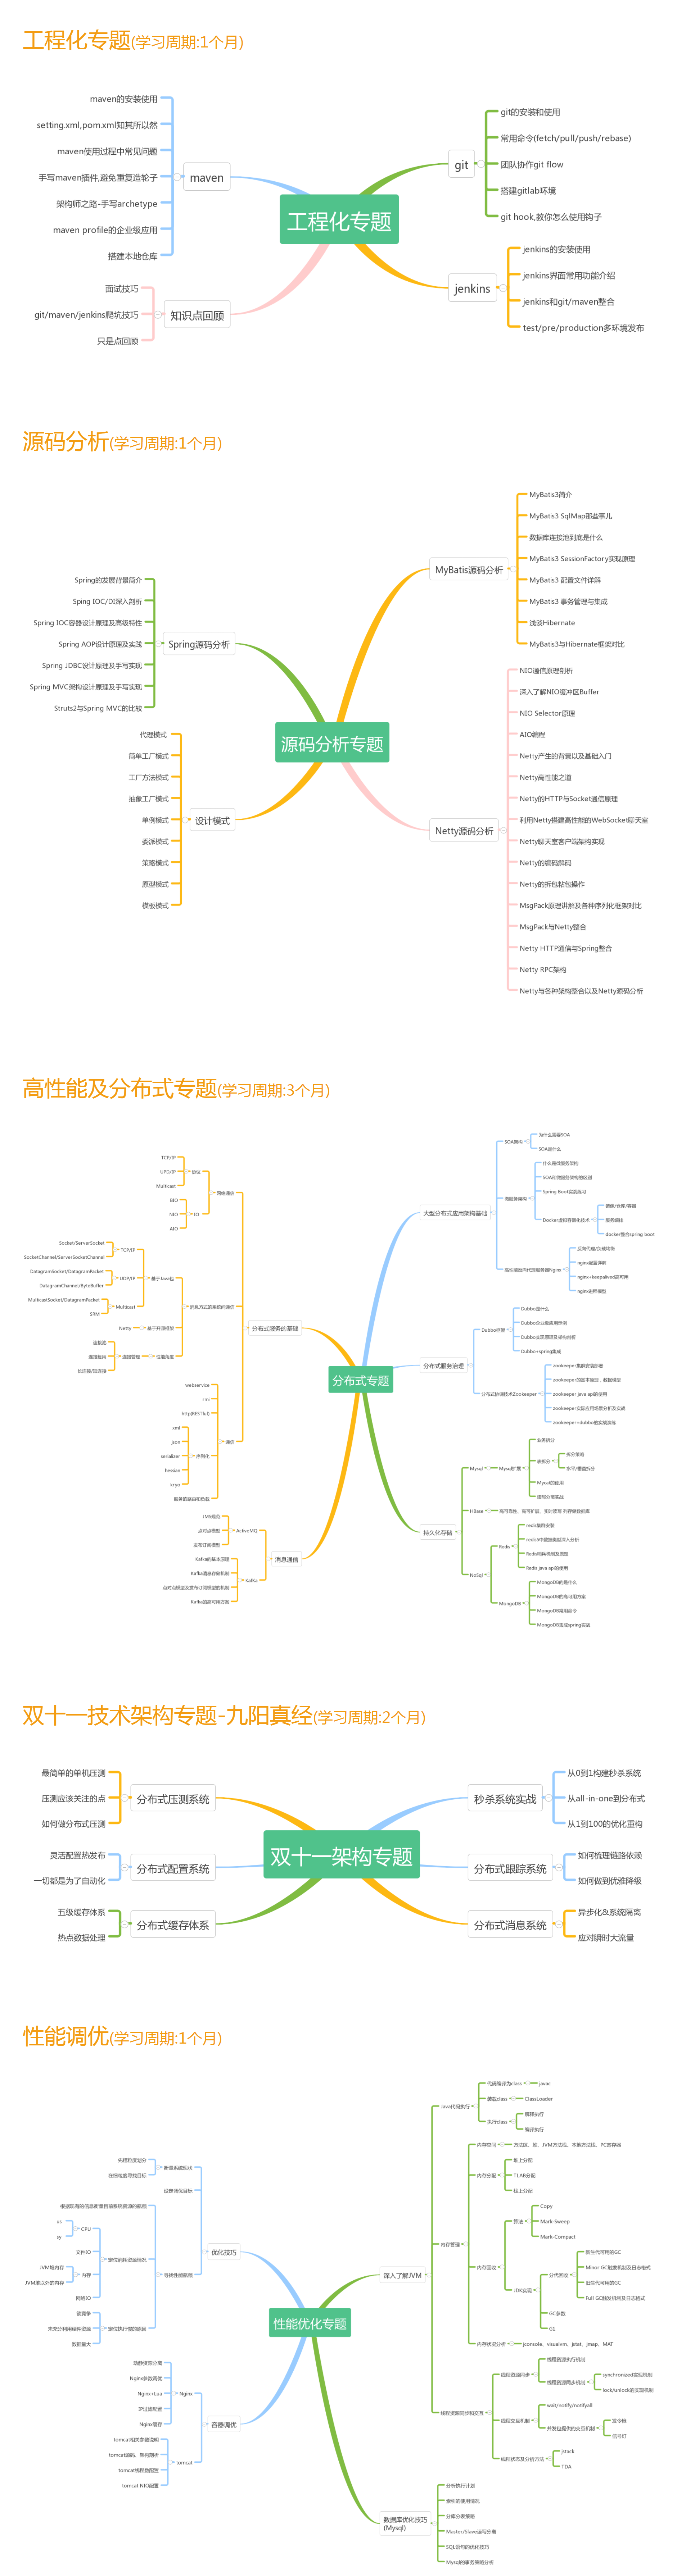 工程化专题(学习周期:1个月)
maven的安装使用
setting.xml,pom.xml知其所以然
maven使用过程中常见问题
手写maven插件,避免重复造轮子
架构师之路-手写archetype
maven profile的企业级应用
搭建本地仓库
maven
面试技巧
git/maven/jenkins爬坑技巧
只是点回顾
知识点回顾
工程化专题
git
git的安装和使用
常用命令(fetch/pull/push/rebase)
团队协作git flow
搭建gitlab环境
git hook,教你怎么使用钩子
jenkins
jenkins的安装使用
jenkins界面常用功能介绍
jenkins和git/maven整合
test/pre/production多环境发布
源码分析(学习周期:1个月)
Spring的发展背景简介
Sping IOC/DI深入剖析
Spring IOC容器设计原理及高级特性
Spring AOP设计原理及实践
Spring JDBC设计原理及手写实现
Spring MVC架构设计原理及手写实现
Struts2与Spring MVC的比较
Spring源码分析
代理模式
简单工厂模式
工厂方法模式
抽象工厂模式
单例模式
委派模式
策略模式
原型模式
模板模式
设计模式
源码分析专题
MyBatis源码分析
MyBatis3简介
MyBatis3 SqlMap那些事儿
数据库连接池到底是什么
MyBatis3 SessionFactory实现原理
MyBatis3 配置文件详解
MyBatis3 事务管理与集成
浅谈Hibernate
MyBatis3与Hibernate框架对比
Netty源码分析
NIO通信原理剖析
深入了解NIO缓冲区Buffer
NIO Selector原理
AIO编程
Netty产生的背景以及基础入门
Netty高性能之道
Netty的HTTP与Socket通信原理
利用Netty搭建高性能的WebSocket聊天室
Netty聊天室客户端架构实现
Netty的编码解码
Netty的拆包粘包操作
MsgPack原理讲解及各种序列化框架对比
MsgPack与Netty整合
Netty HTTP通信与Spring整合
Netty RPC架构
Netty与各种架构整合以及Netty源码分析
高性能及分布式专题(学习周期:3个月)
TCP/IP
UPD/IP
Multicast
协议
BIO
NIO
AIO
IO
网络通信
Socket/ServerSocket
SocketChannel/ServerSocketChannel
TCP/IP
DatagramSocket/DatagramPacket
DatagramChannel/ByteBuffer
UDP/IP
MulticastSocket/DatagramPacket
SRM
Multicast
基于Java包
Netty
基于开源框架
连接池
连接复用
长连接/短连接
连接管理
性能角度
消息方式的系统间通信
webservice
rmi
http(RESTful)
通信
xml
json
serializer
hessian
kryo
序列化
服务的路由和负载
分布式服务的基础
JMS规范
点对点模型
发布订阅模型
ActiveMQ
Kafka的基本原理
Kafka消息存储机制
点对点模型及发布订阅模型的机制
Kafka的高可用方案
Kafka
消息通信
分布式专题
大型分布式应用架构基础
SOA架构
为什么需要SOA
SOA是什么
微服务架构
什么是微服务架构
SOA和微服务架构的区别
Spring Boot实战练习
Docker虚拟容器化技术
镜像/仓库/容器
服务编排
docker整合spring boot
高性能反向代理服务器Nginx
反向代理/负载均衡
nginx配置详解
nginx+keepalived高可用
nginx进程模型
分布式服务治理
Dubbo框架
Dubbo是什么
Dubbo企业级应用示例
Dubbo实现原理及架构剖析
Dubbo+spring集成
分布式协调技术Zookeeper
zookeeper集群安装部署
zookeeper的基本原理，数据模型
zookeeper java api的使用
zookeeper实际应用场景分析及实战
zookeeper+dubbo的实战演练
持久化存储
Mysql
Mysql扩展
业务拆分
表拆分
拆分策略
水平/垂直拆分
Mycat的使用
读写分离实战
HBase
高可靠性、高可扩展、实时读写 列存储数据库
NoSql
Redis
redis集群安装
redis5中数据类型深入分析
Redis哨兵机制及原理
Redis java api的使用
MongoDB
MongoDB的是什么
MongoDB的高可用方案
MongoDB常用命令
MongoDB集成spring实战
双十一技术架构专题-九阳真经(学习周期:2个月)
最简单的单机压测
压测应该关注的点
如何做分布式压测
分布式压测系统
灵活配置热发布
一切都是为了自动化
分布式配置系统
五级缓存体系
热点数据处理
分布式缓存体系
双十一架构专题
秒杀系统实战
从0到1构建秒杀系统
从all-in-one到分布式
从1到100的优化重构
分布式跟踪系统
如何梳理链路依赖
如何做到优雅降级
分布式消息系统
异步化&系统隔离
应对瞬时大流量
性能调优(学习周期:1个月)
先期粒度划分
在细粒度寻找目标
衡量系统现状
设定调优目标
根据现有的信息衡量目前系统资源的瓶颈
us
sy
CPU
文件IO
JVM堆内存
JVM堆以外的内存
内存
网络IO
定位消耗资源情况
锁竞争
未充分利用硬件资源
数据量大
定位执行慢的原因
寻找性能瓶颈
优化技巧
动静资源分离
Nginx参数调优
Nginx+Lua
IP过滤配置
Nginx缓存
Nginx
tomcat相关参数说明
tomcat源码、架构剖析
tomcat线程数配置
tomcat NIO配置
tomcat
容器调优
性能优化专题
深入了解JVM
Java代码执行
代码编译为class
javac
装载class
ClassLoader
执行class
解释执行
编译执行
内存管理
内存空间
方法区、堆、JVM方法栈、本地方法栈、PC寄存器
内存分配
堆上分配
TLAB分配
栈上分配
内存回收
算法
Copy
Mark-Sweep
Mark-Compact
JDK实现
分代回收
新生代可用的GC
Minor GC触发机制及日志格式
旧生代可用的GC
Full GC触发机制及日志格式
GC参数
G1
内存状况分析
jconsole、visualvm、jstat、jmap、MAT
线程资源同步和交互
线程资源同步
线程资源执行机制
线程资源同步机制
synchronized实现机制
lock/unlock的实现机制
线程交互机制
wait/notify/notifyall
并发包提供的交互机制
发令枪
信号灯
线程状态及分析方法
jstack
TDA
数据库优化技巧
(Mysql)
分析执行计划
索引的使用情况
分库分表策略
Master/Slave读写分离
SQL语句的优化技巧
Mysql的事务策略分析